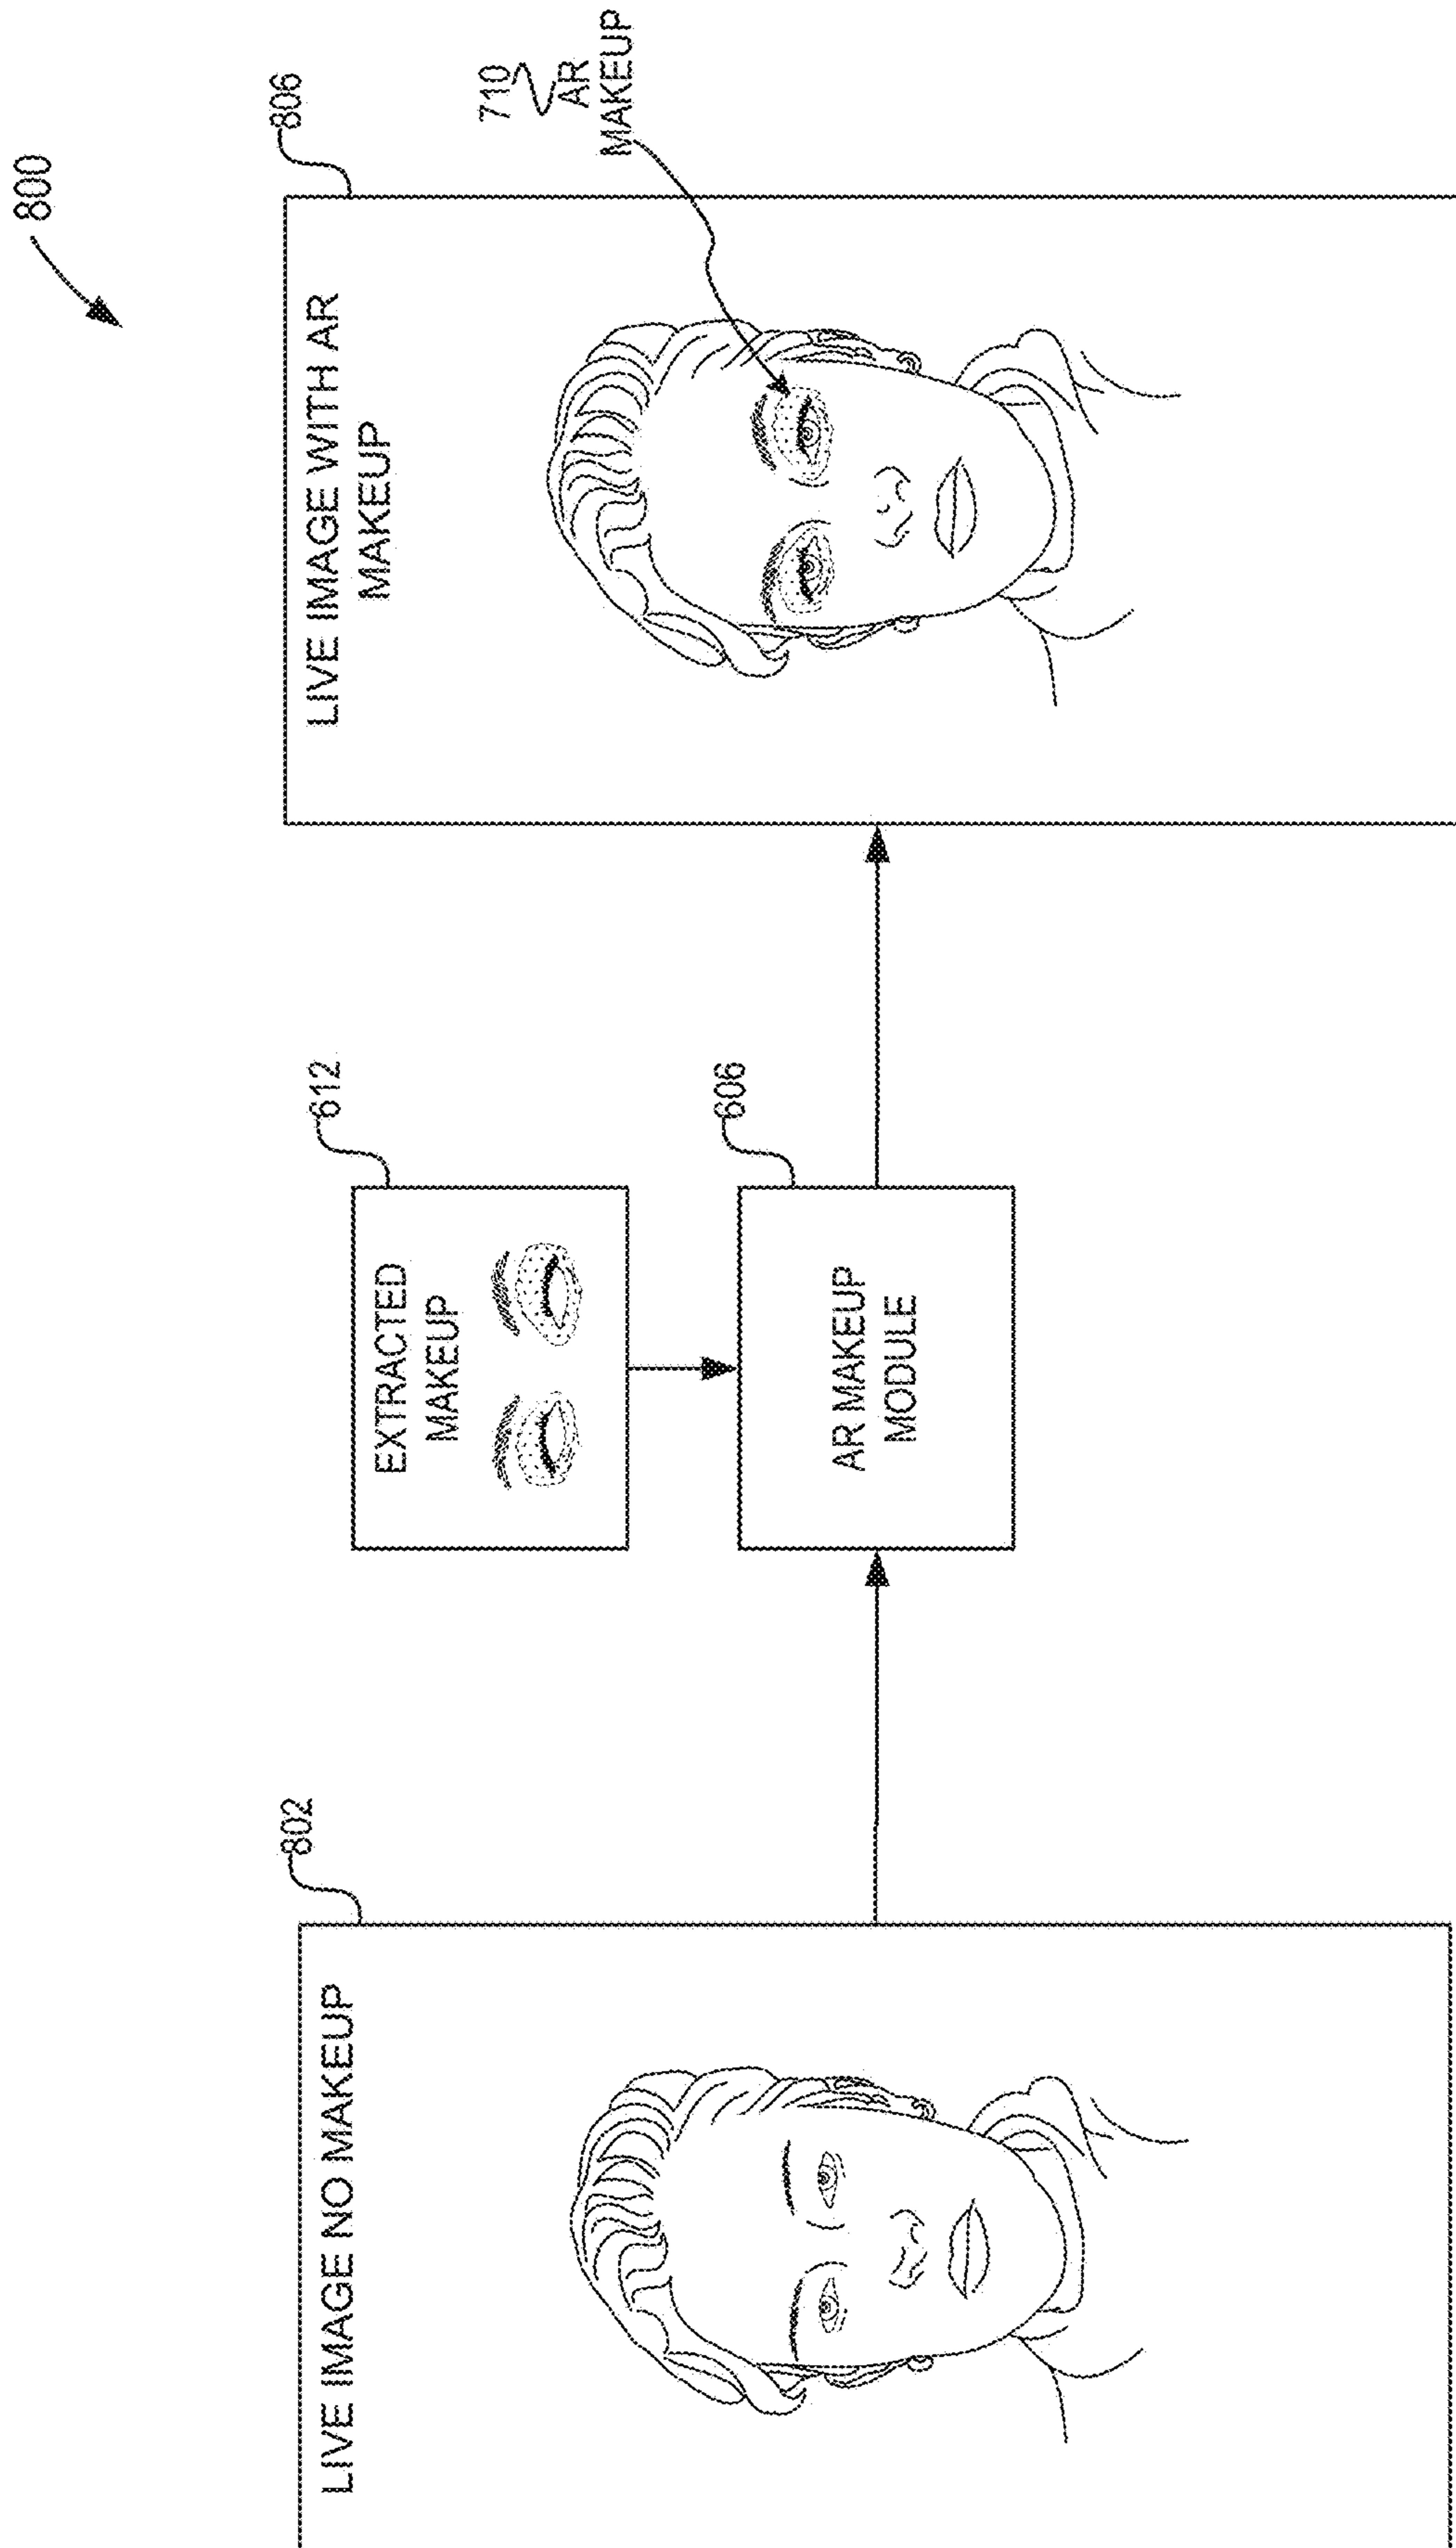 800
LIVE IMAGE NO MAKEUP
802
EXTRACTED
MAKEUP
612
AR MAKEUP
MODULE
606
LIVE IMAGE WITH AR
MAKEUP
806
710
AR
MAKEUP